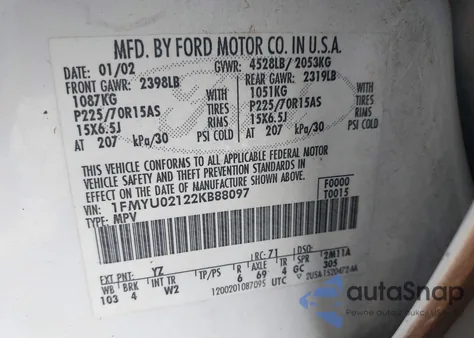 MFD. BY FORD MOTOR CO. IN U.S.A.
DATE: 01/02 GVWR: 4528LB/ 2053KG
FRONT GAWR: 2398LB REAR GAWR: 2319LB
1087KG WITH 1051KG WITH
P225/70R15AS TIRES P225/70R15AS TIRES
15X6.5J RIMS 15X6.5J RIMS
AT 207 kPa/30 PSI COLD AT 207 kPa/30 PSI COLD
THIS VEHICLE CONFORMS TO ALL APPLICABLE FEDERAL MOTOR
VEHICLE SAFETY AND THEFT PREVENTION STANDARDS IN
EFFECT ON THE DATE OF MANUFACTURE SHOWN ABOVE.
VIN: 1FMYU02122KB88097 F0000
TYPE: MPV T0015
EXT PNT: YZ RC:71 DSO:
WB BRK INT TR TP/PS R AXLE TR SPR 2M11A
103 4 W2 6 69 4 GC 305
120020108709S UTC
autoSnap